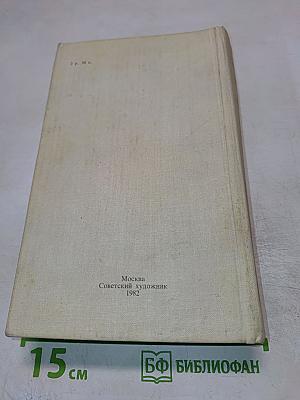 Москва
Советский художник
1982
15 см
БФ БИБЛИОФАН